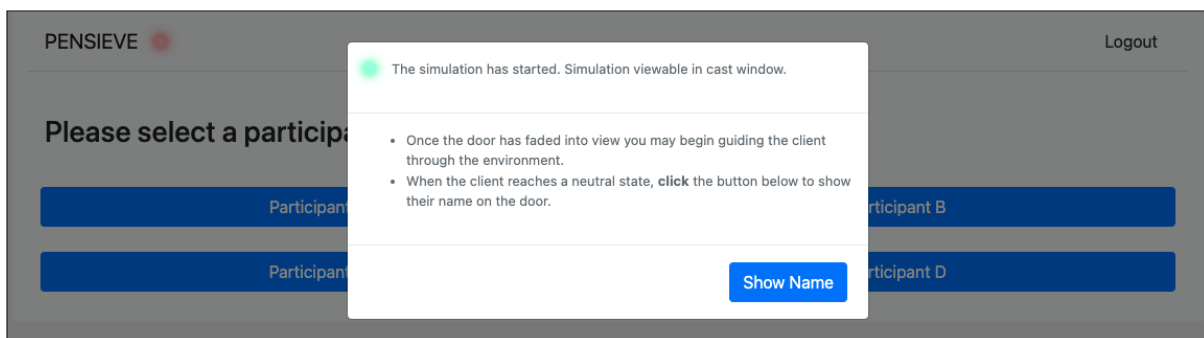 PENSIEVE
Logout
The simulation has started. Simulation viewable in cast window.
Please select a participa
• Once the door has faded into view you may begin guiding the client
through the environment.
• When the client reaches a neutral state, click the button below to show
their name on the door.
Participant
rticipant B
Participant
rticipant D
Show Name